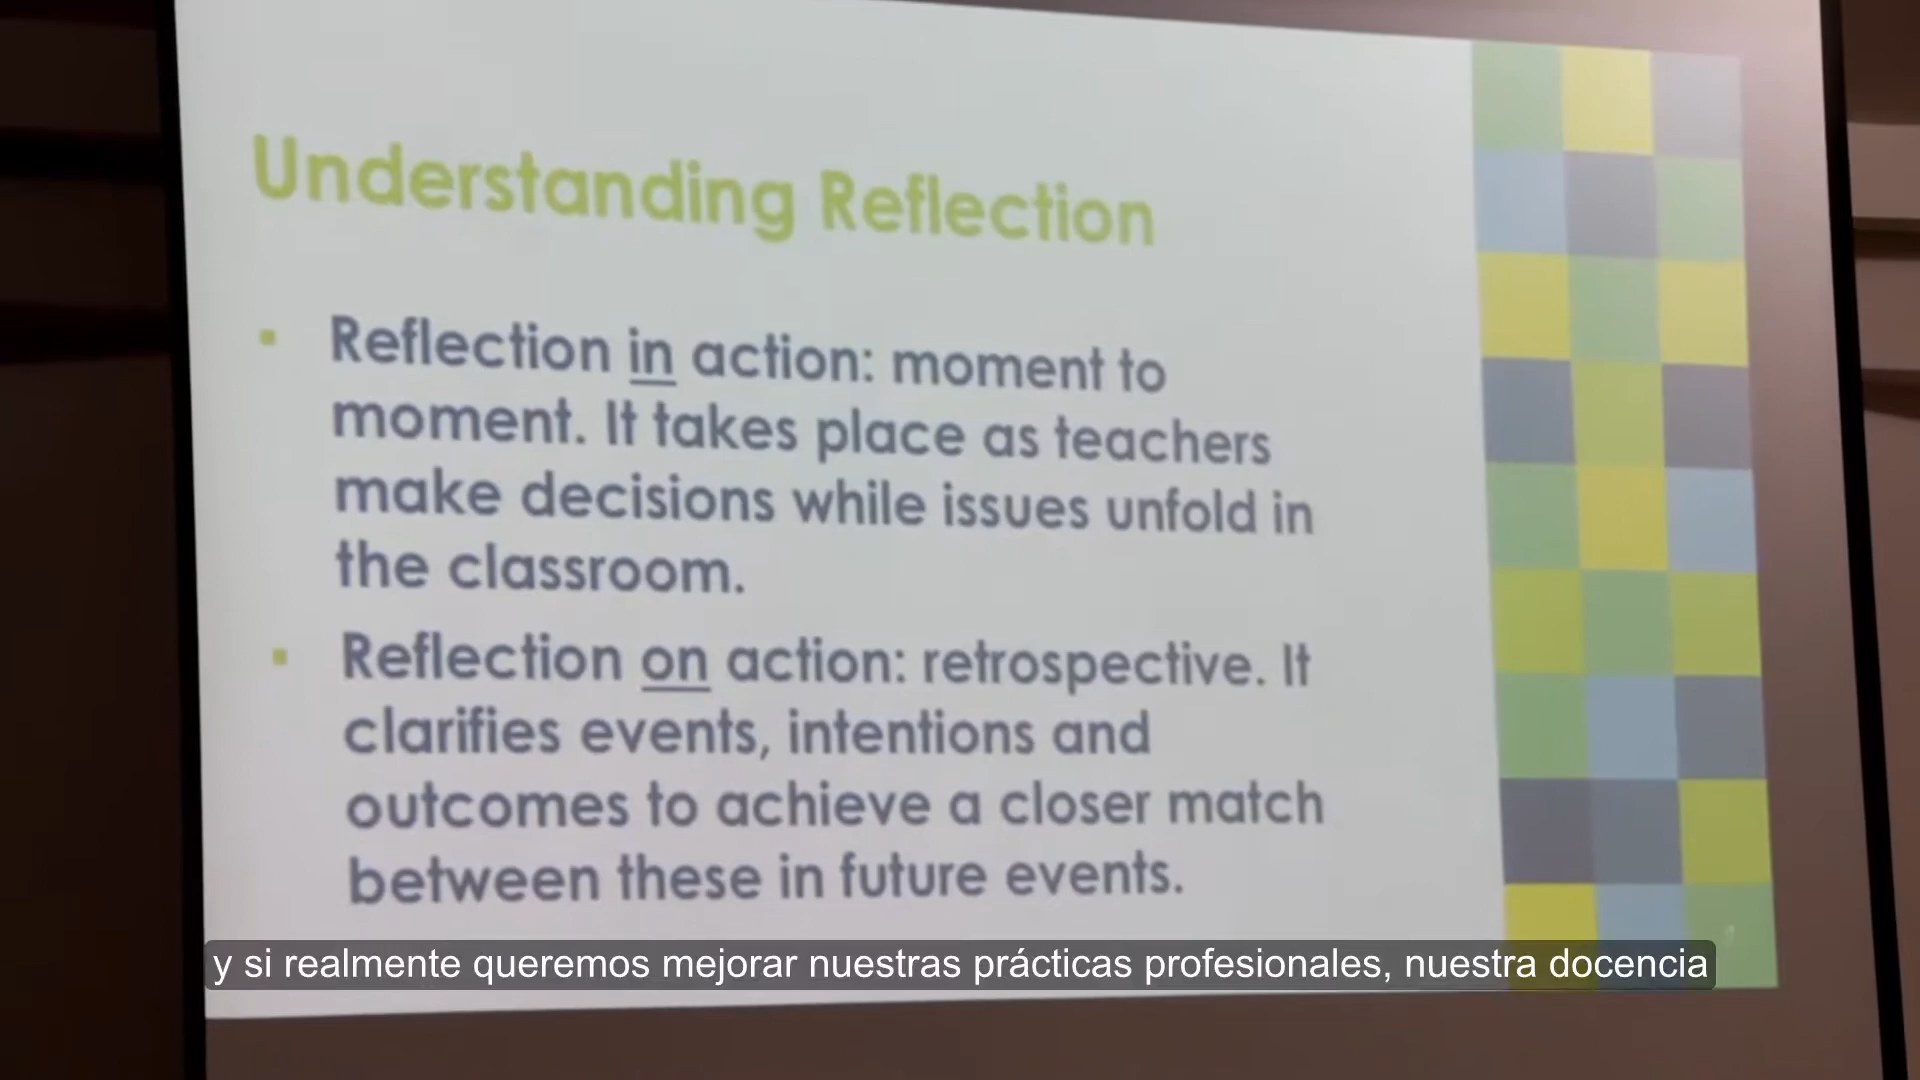 Understanding Reflection
Reflection in action: moment to
moment. It takes place as teachers
make decisions while issues unfold in
the classroom.
Reflection on action: retrospective. It
clarifies events, intentions and
outcomes to achieve a closer match
between these in future events.
y si realmente queremos mejorar nuestras prácticas profesionales, nuestra docencia